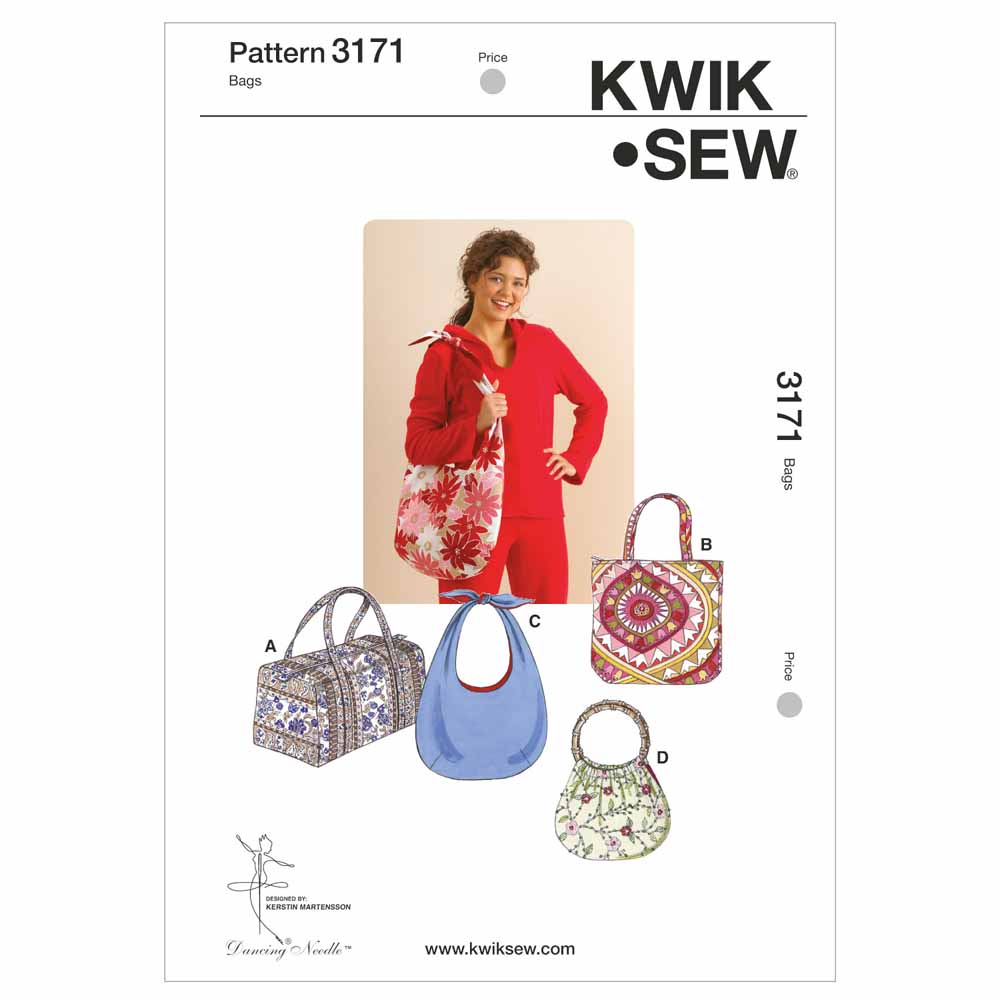 Pattern 3171
Bags
Price
KWIK
•SEW®
3171 Bags
Price
A
B
C
D
DESIGNED BY:
KERSTIN MARTENSSON
Dancing Needle™
®
www.kwiksew.com